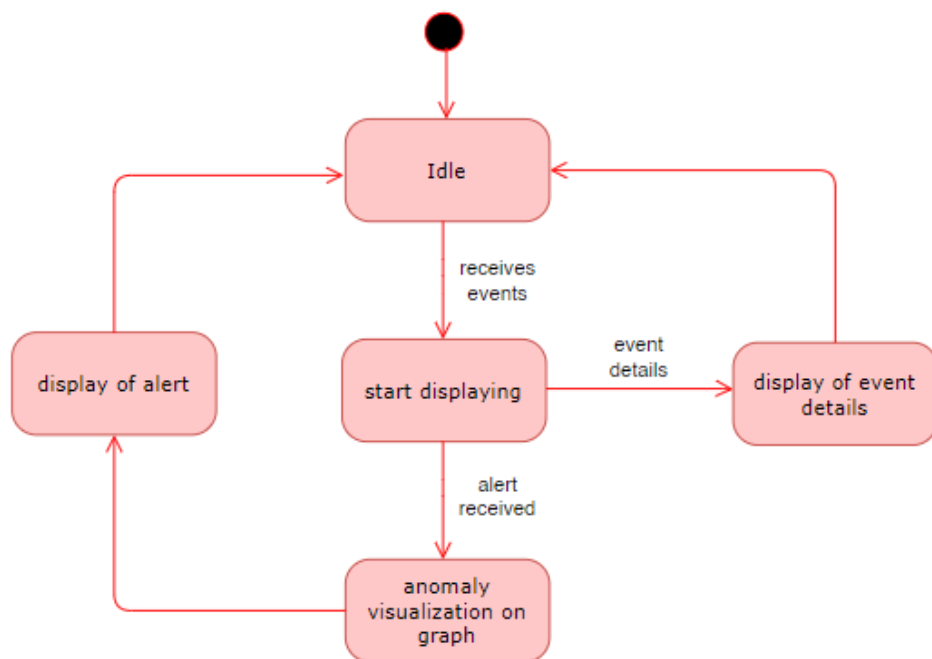 Idle
receives
events
display of alert
start displaying
event
details
display of event
details
alert
received
anomaly
visualization on
graph